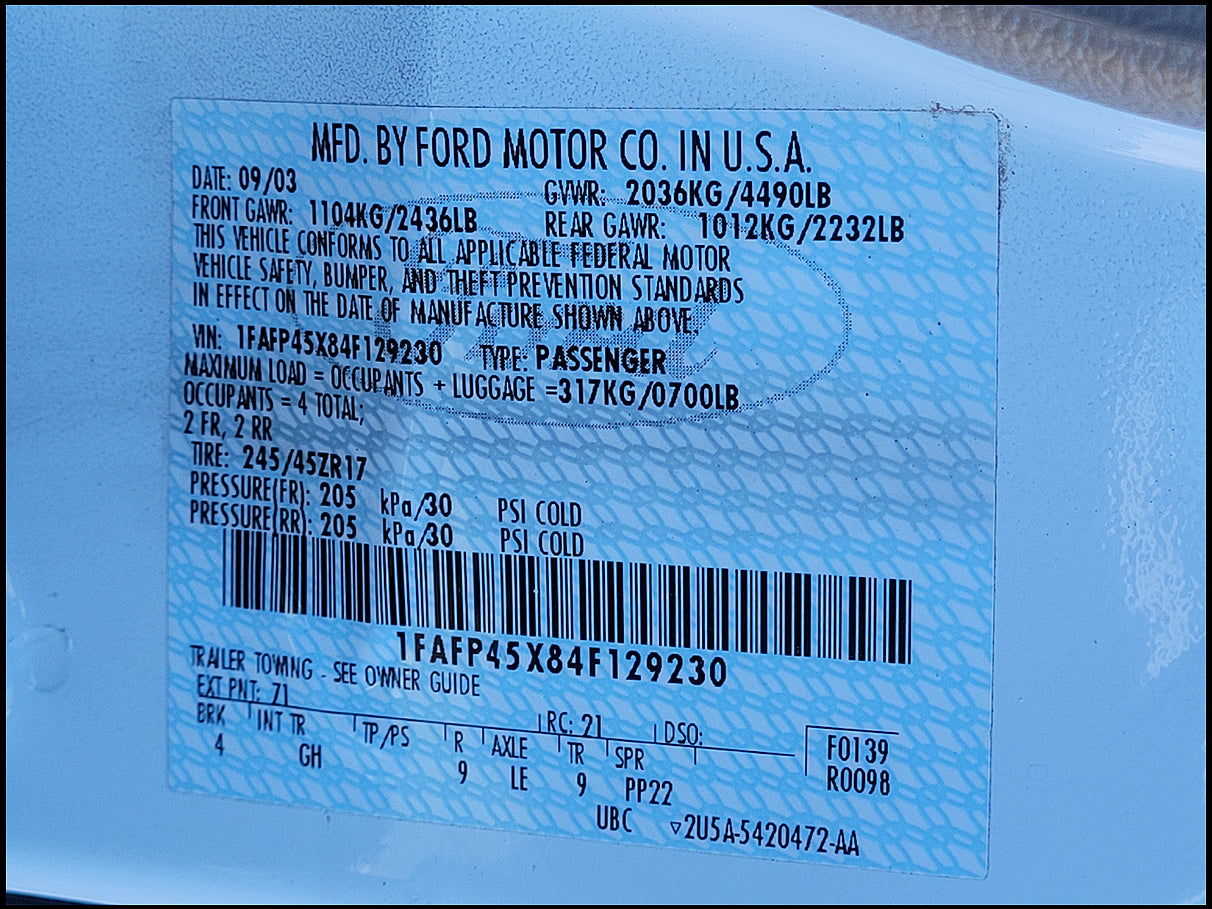 MFD. BY FORD MOTOR CO. IN U.S.A.
DATE: 09/03 GVWR: 2036KG/4490LB
FRONT GAWR: 1104KG/2436LB REAR GAWR: 1012KG/2232LB
THIS VEHICLE CONFORMS TO ALL APPLICABLE FEDERAL MOTOR
VEHICLE SAFETY, BUMPER, AND THEFT PREVENTION STANDARDS
IN EFFECT ON THE DATE OF MANUFACTURE SHOWN ABOVE.
VIN: 1FAFP45X84F129230 TYPE: PASSENGER
MAXIMUM LOAD = OCCUPANTS + LUGGAGE =317KG/0700LB
OCCUPANTS = 4 TOTAL;
2 FR, 2 RR
TIRE: 245/45ZR17
PRESSURE(FR): 205 kPa/30 PSI COLD
PRESSURE(RR): 205 kPa/30 PSI COLD
1FAFP45X84F129230
TRAILER TOWING - SEE OWNER GUIDE
EXT PNT: 71 RC: 21 DSO:
BRK INT TR TP/PS R AXLE TR SPR F0139
4 GH 9 LE 9 PP22 R0098
UBC ▿2U5A-5420472-AA